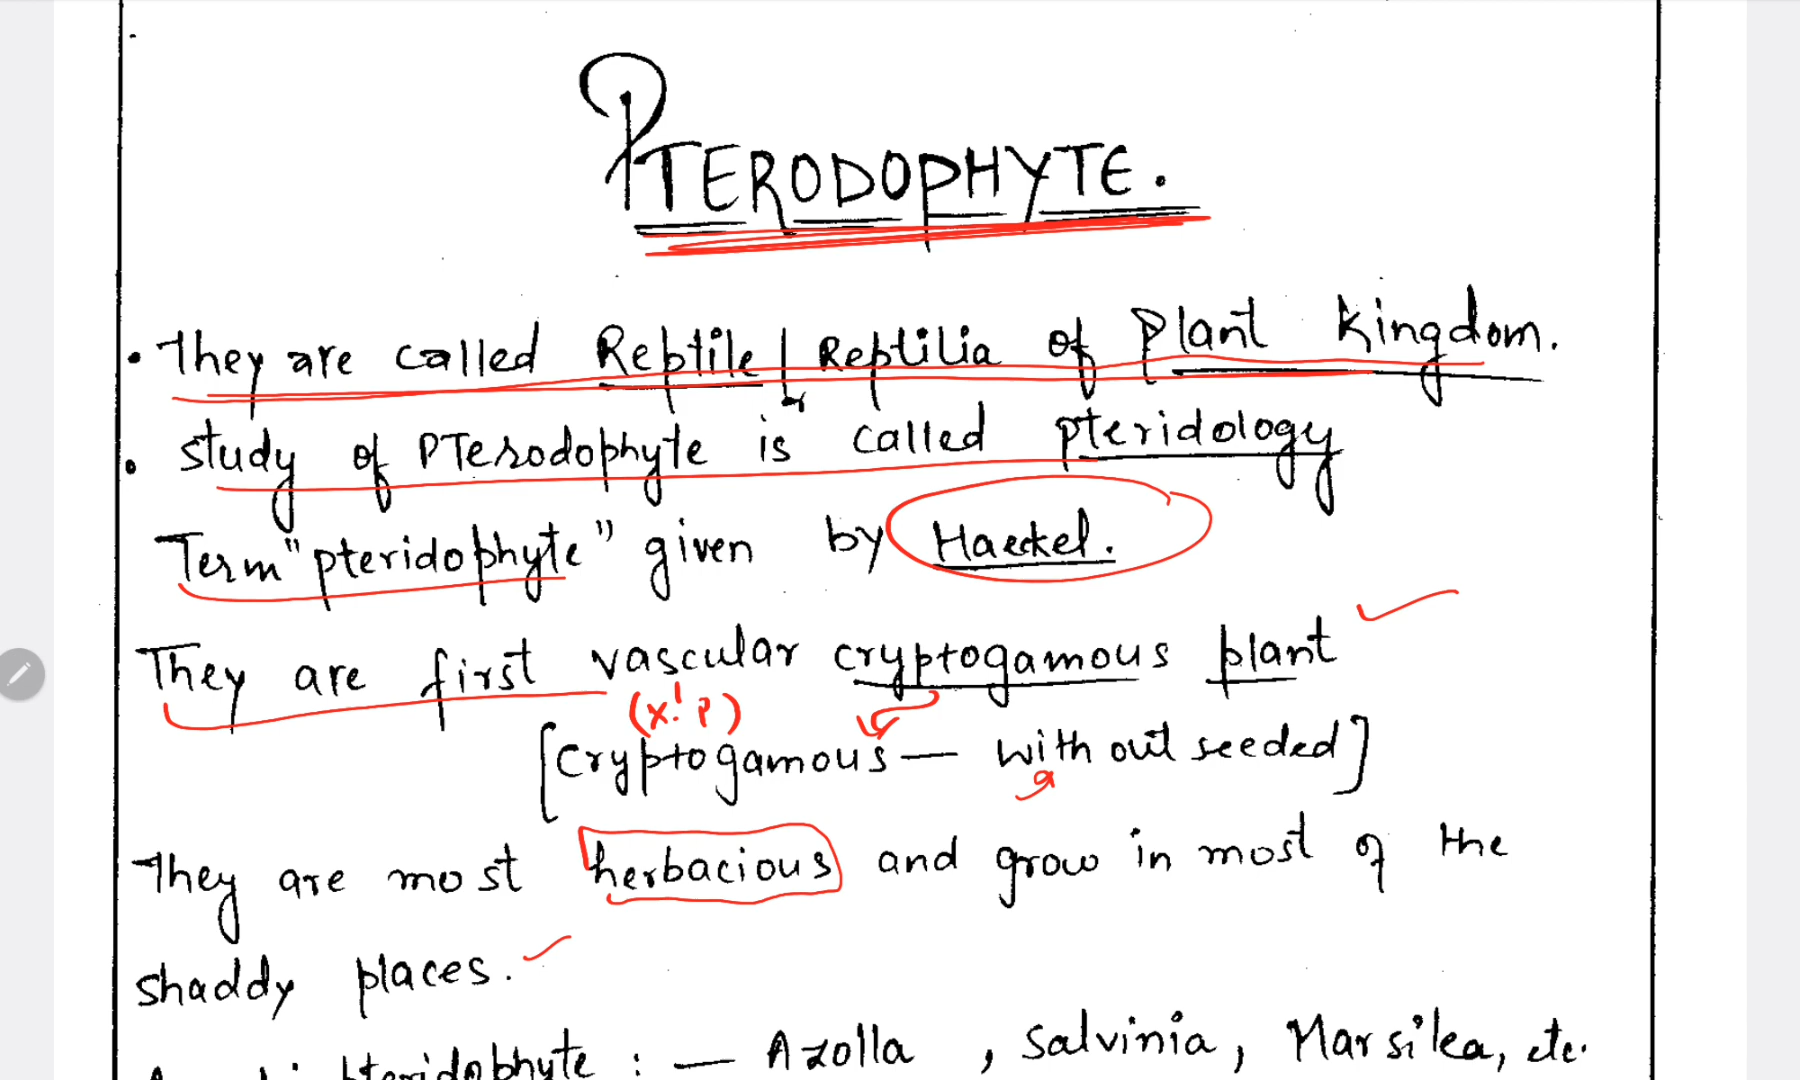 PTERODOPHYTE.
• They are called Reptile / Reptilia of Plant Kingdom.
• study of PTerodophyte is called pteridology
Term "pteridophyte" given by Haeckel.
They are first vascular cryptogamous plant
(x! P)
[cryptogamous — with out seeded]
They are most herbacious and grow in most of the
shaddy places.
pteridophyte : — Azolla , Salvinia, Marsilea, etc.